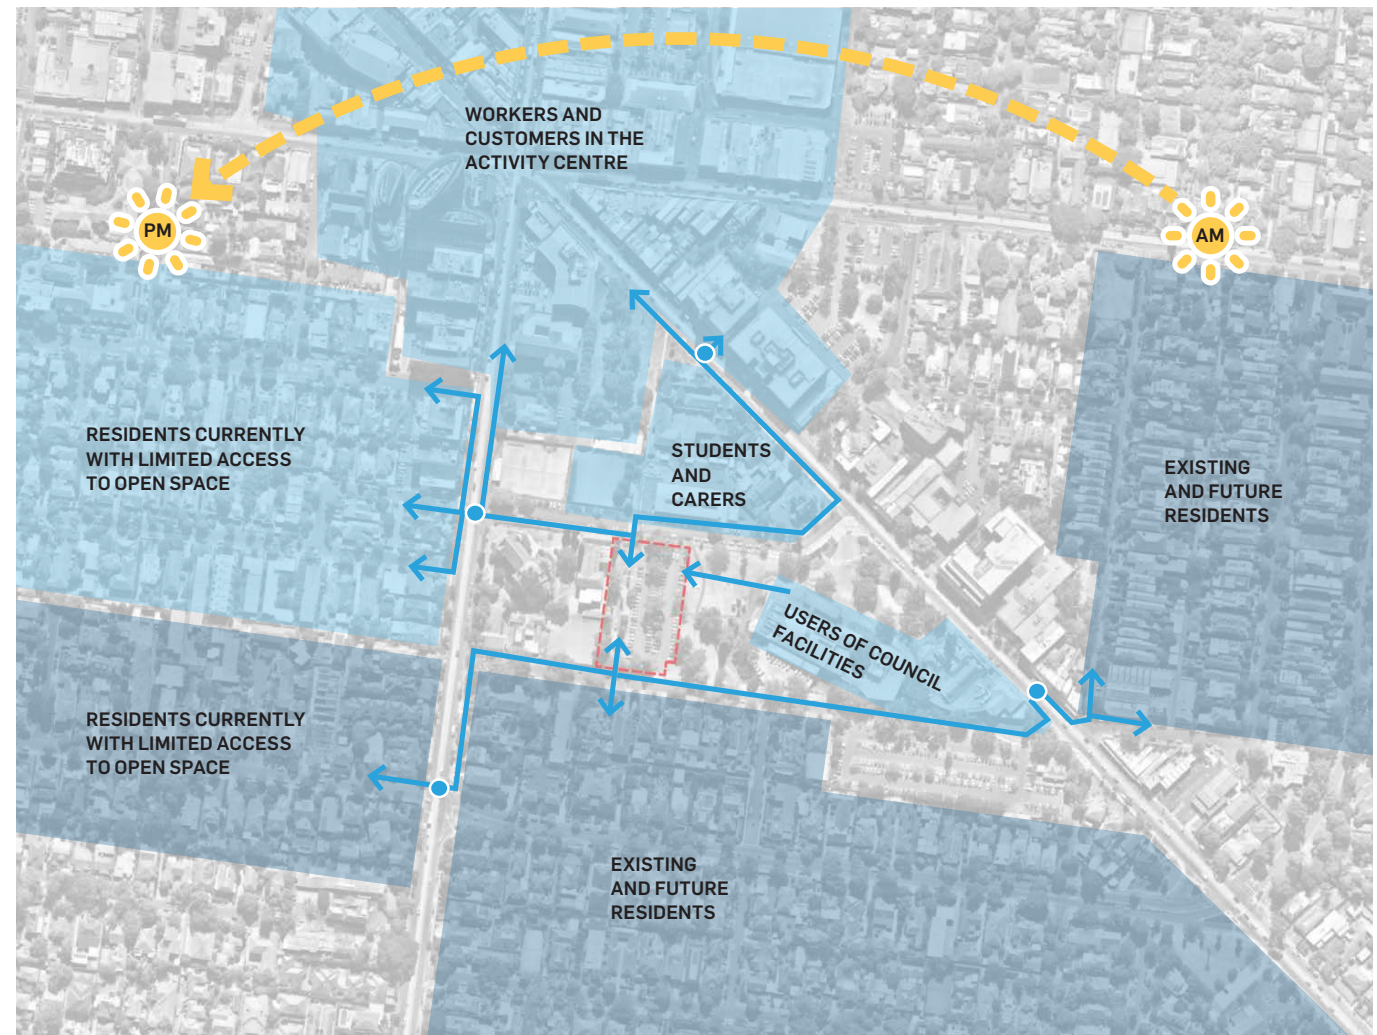 WORKERS AND
CUSTOMERS IN THE
ACTIVITY CENTRE
PM
AM
RESIDENTS CURRENTLY
WITH LIMITED ACCESS
TO OPEN SPACE
STUDENTS
AND
CARERS
EXISTING
AND FUTURE
RESIDENTS
USERS OF COUNCIL
FACILITIES
RESIDENTS CURRENTLY
WITH LIMITED ACCESS
TO OPEN SPACE
EXISTING
AND FUTURE
RESIDENTS